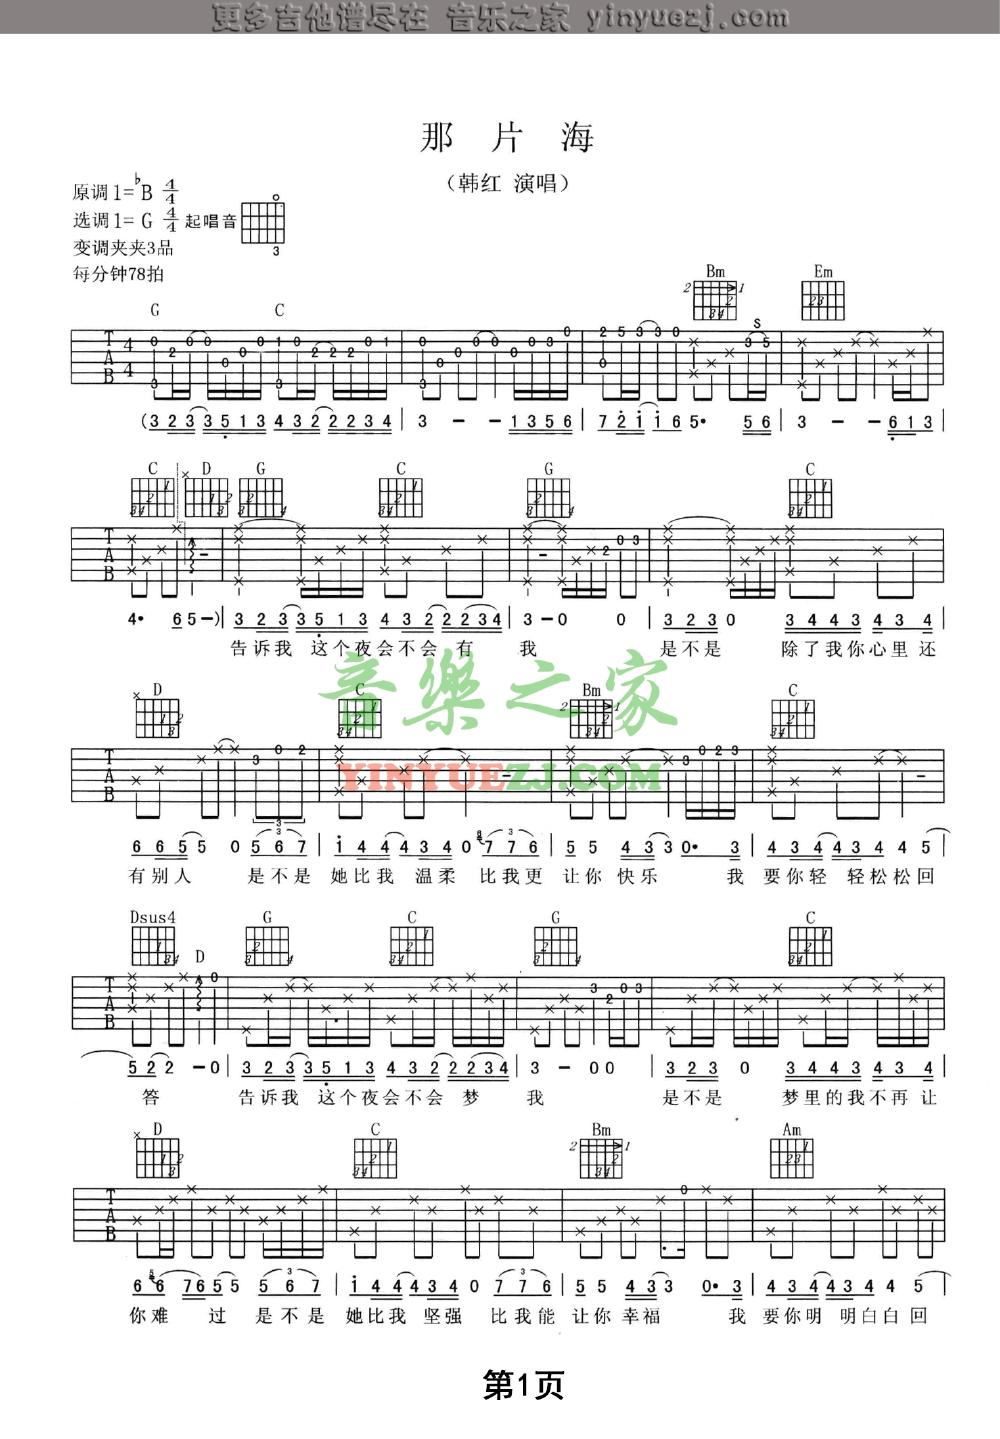 更多吉他谱尽在 音乐之家 yinyuezj.com
那 片 海
(韩红 演唱)
原调1=♭B 4/4
选调1=G 4/4 起唱音
变调夹夹3品
每分钟78拍
G C Bm Em
(3 2 3 3 5 1 3 4 3 2 2 2 3 4 | 3 - - 1 3 5 6 | 7 2 i i 6 5· 5 6 | 3 - - 6 1 3 |
C D G C G C
4· 6 5 - ) | 3 2 3 3 5 1 3 4 3 2 2 2 3 4 | 3 - 0 0 | 3 2 3 0 3 4 4 3 4 3 4
告诉我 这个夜会不会 有 我 是不是 除了我你心里还
音樂之家
YINYUEZJ.COM
D C Bm C
6 6 5 5 0 5 6 7 | i 4 4 3 4 0 7 7 6 | 5 5 4 3 3 0· 3 | 4 3 4 3 4 4 5
有别人 是不是 她比我 温柔 比我更 让你 快乐 我 要你轻 轻松松回
Dsus4 D G C G C
5 2 2 - 0 | 3 2 3 3 5 1 3 4 3 2 2 2 3 4 | 3 - 0 0 | 3 2 3 0 3 4 4 3 4 3 4
答 告诉我 这个夜会不会 梦 我 是不是 梦里的我不再让
D C Bm Am
6 6 7 6 5 5 5 6 7 | i 4 4 3 4 0 7 7 6 | 5 5 4 3 3 0· 3 | 4 3 4 3 4 4 4 5
你难 过 是不是 她比我 坚强 比我能 让你 幸福 我 要你明 明白白回
第1页